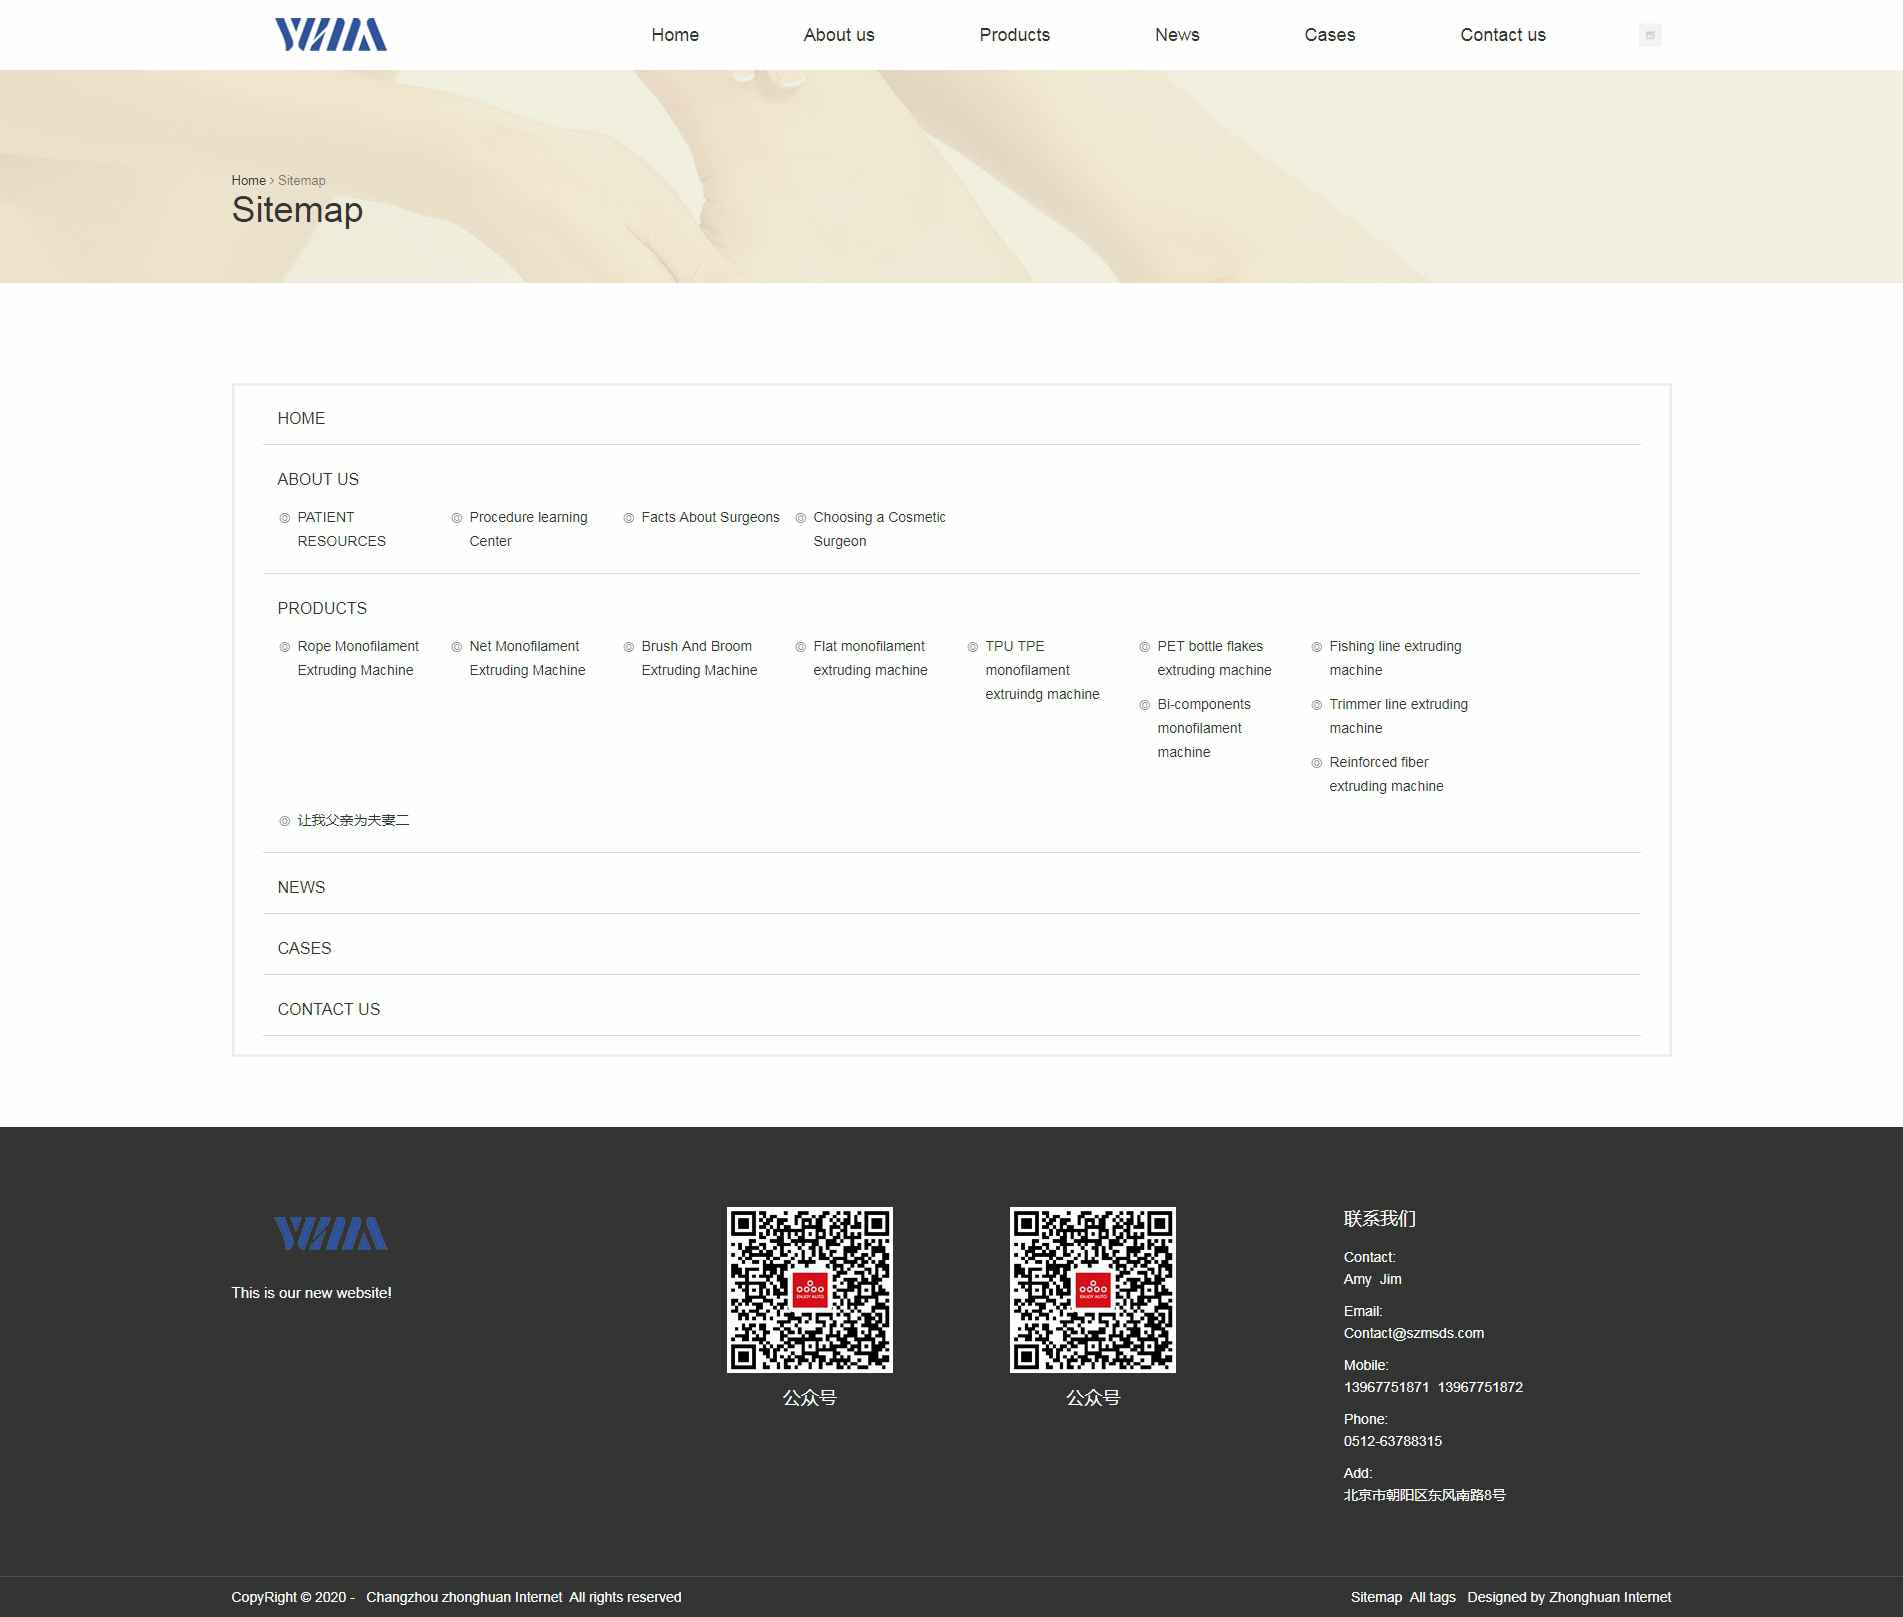 Home
About us
Products
News
Cases
Contact us
Home › Sitemap
Sitemap
HOME
ABOUT US
PATIENT
RESOURCES
Procedure learning
Center
Facts About Surgeons
Choosing a Cosmetic
Surgeon
PRODUCTS
Rope Monofilament
Extruding Machine
Net Monofilament
Extruding Machine
Brush And Broom
Extruding Machine
Flat monofilament
extruding machine
TPU TPE
monofilament
extruindg machine
PET bottle flakes
extruding machine
Bi-components
monofilament
machine
Fishing line extruding
machine
Trimmer line extruding
machine
Reinforced fiber
extruding machine
让我父亲为夫妻二
NEWS
CASES
CONTACT US
This is our new website!
ENJOY AUTO
公众号
ENJOY AUTO
公众号
联系我们
Contact:
Amy Jim
Email:
Contact@szmsds.com
Mobile:
13967751871 13967751872
Phone:
0512-63788315
Add:
北京市朝阳区东风南路8号
CopyRight © 2020 - Changzhou zhonghuan Internet All rights reserved
Sitemap All tags Designed by Zhonghuan Internet